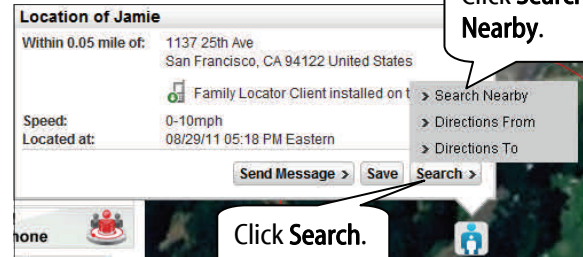 Location of Jamie
Click Search
Nearby.
Within 0.05 mile of: 1137 25th Ave
San Francisco, CA 94122 United States
Family Locator Client installed on
> Search Nearby
Speed: 0-10mph
> Directions From
Located at: 08/29/11 05:18 PM Eastern
> Directions To
Send Message > Save Search >
Click Search.